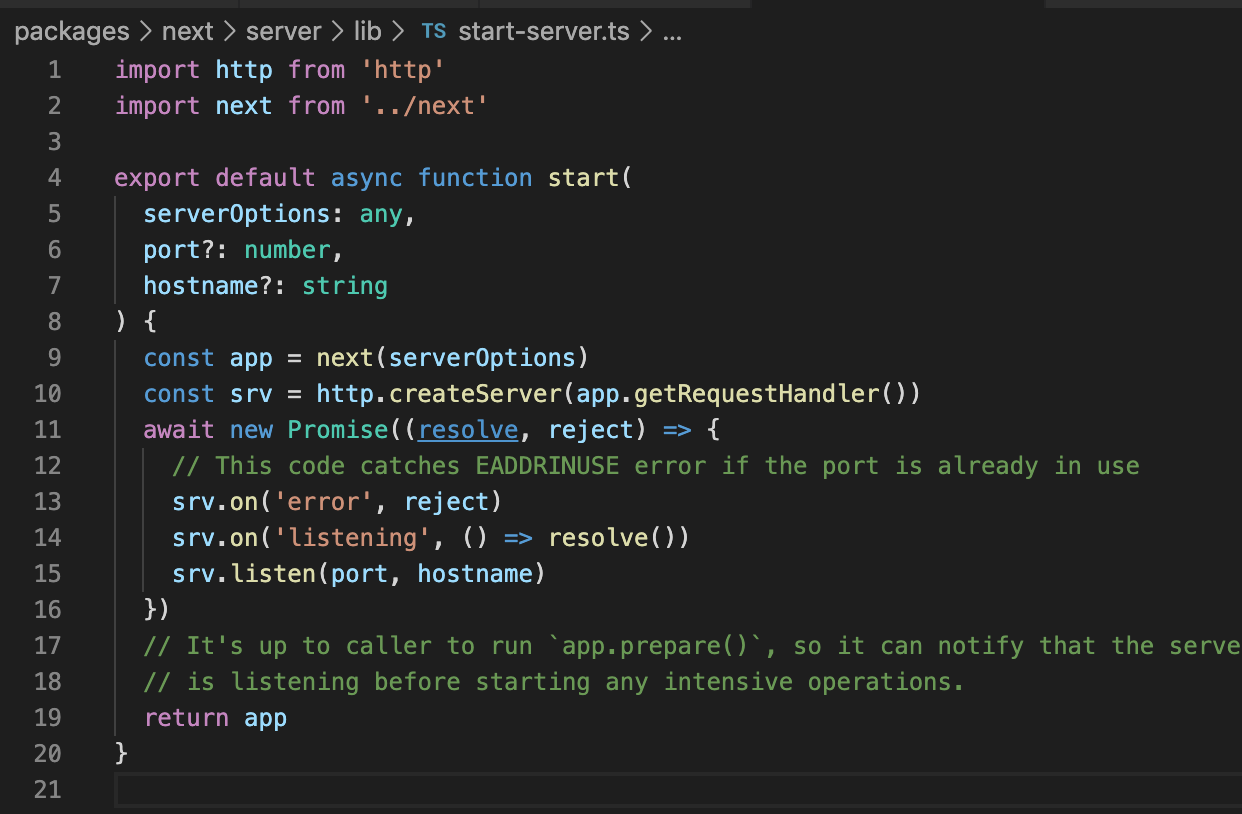 packages > next > server > lib > TS start-server.ts > ...
1 import http from 'http'
2 import next from '../next'
3
4 export default async function start(
5   serverOptions: any,
6   port?: number,
7   hostname?: string
8 ) {
9   const app = next(serverOptions)
10   const srv = http.createServer(app.getRequestHandler())
11   await new Promise((resolve, reject) => {
12     // This code catches EADDRINUSE error if the port is already in use
13     srv.on('error', reject)
14     srv.on('listening', () => resolve())
15     srv.listen(port, hostname)
16   })
17   // It's up to caller to run `app.prepare()`, so it can notify that the serve
18   // is listening before starting any intensive operations.
19   return app
20 }
21